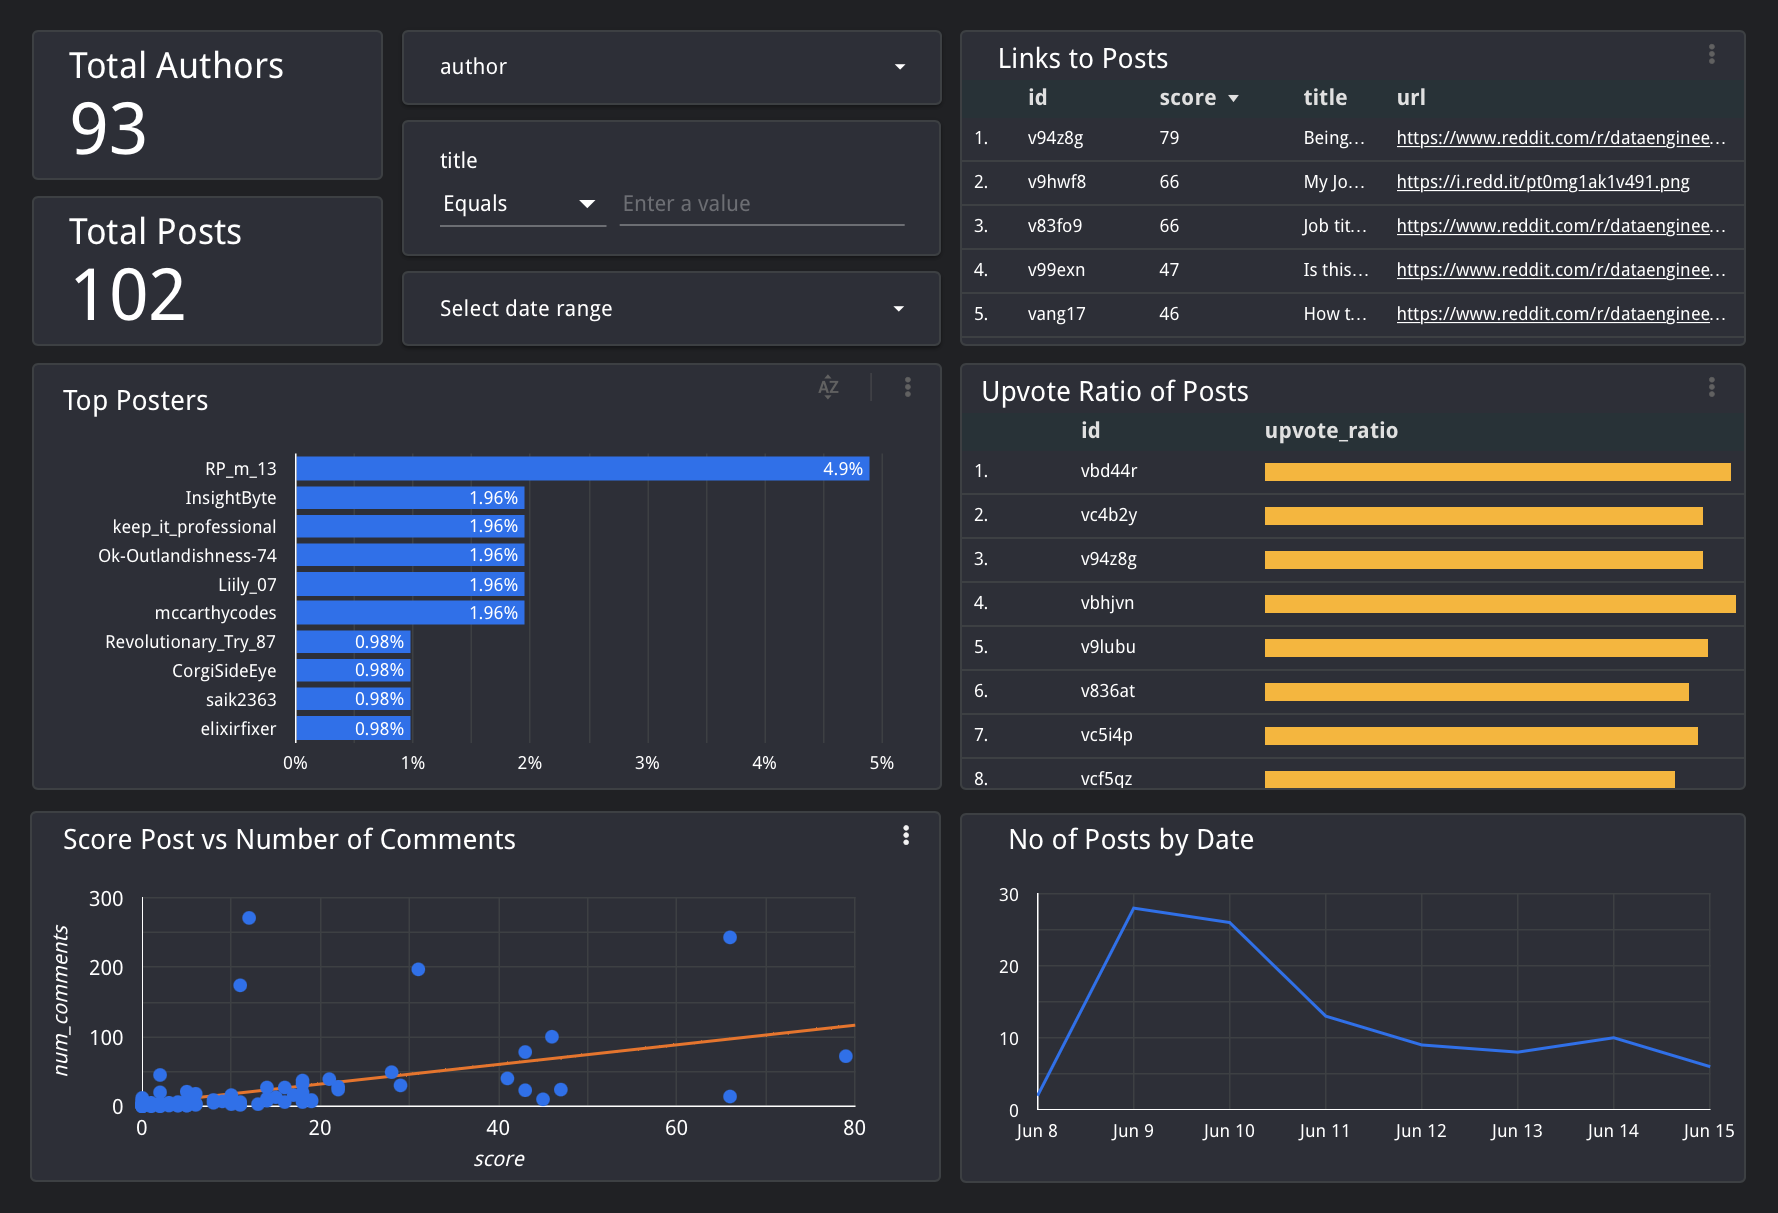 Total Authors
93
Total Posts
102
author
title
Equals Enter a value
Select date range
Links to Posts
id score title url
1. v94z8g 79 Being... https://www.reddit.com/r/dataenginee...
2. v9hwf8 66 My Jo... https://i.redd.it/pt0mg1ak1v491.png
3. v83fo9 66 Job tit... https://www.reddit.com/r/dataenginee...
4. v99exn 47 Is this... https://www.reddit.com/r/dataenginee...
5. vang17 46 How t... https://www.reddit.com/r/dataenginee...
Top Posters
AZ
RP_m_13 4.9%
InsightByte 1.96%
keep_it_professional 1.96%
Ok-Outlandishness-74 1.96%
Liily_07 1.96%
mccarthycodes 1.96%
Revolutionary_Try_87 0.98%
CorgiSideEye 0.98%
saik2363 0.98%
elixirfixer 0.98%
0% 1% 2% 3% 4% 5%
Upvote Ratio of Posts
id upvote_ratio
1. vbd44r
2. vc4b2y
3. v94z8g
4. vbhjvn
5. v9lubu
6. v836at
7. vc5i4p
8. vcf5qz
Score Post vs Number of Comments
num_comments
300
200
100
0
0 20 40 60 80
score
No of Posts by Date
30
20
10
0
Jun 8 Jun 9 Jun 10 Jun 11 Jun 12 Jun 13 Jun 14 Jun 15